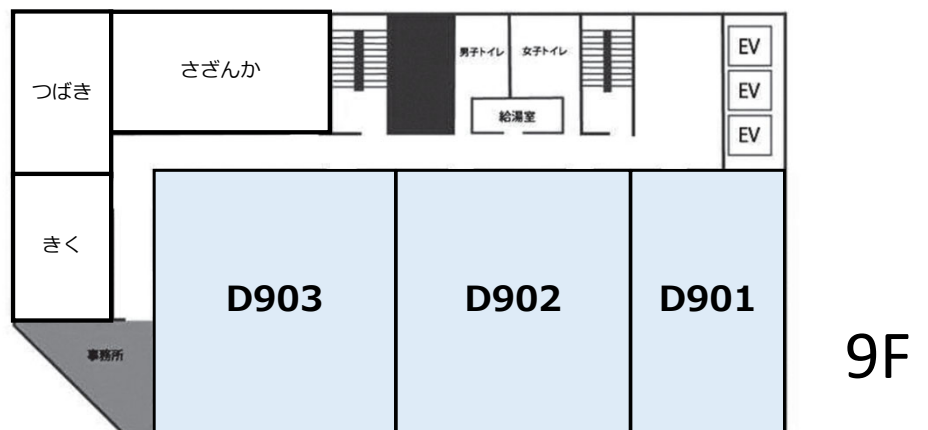 つばき
さざんか
男子トイレ
女子トイレ
給湯室
EV
EV
EV
きく
D903
D902
D901
事務所
9F